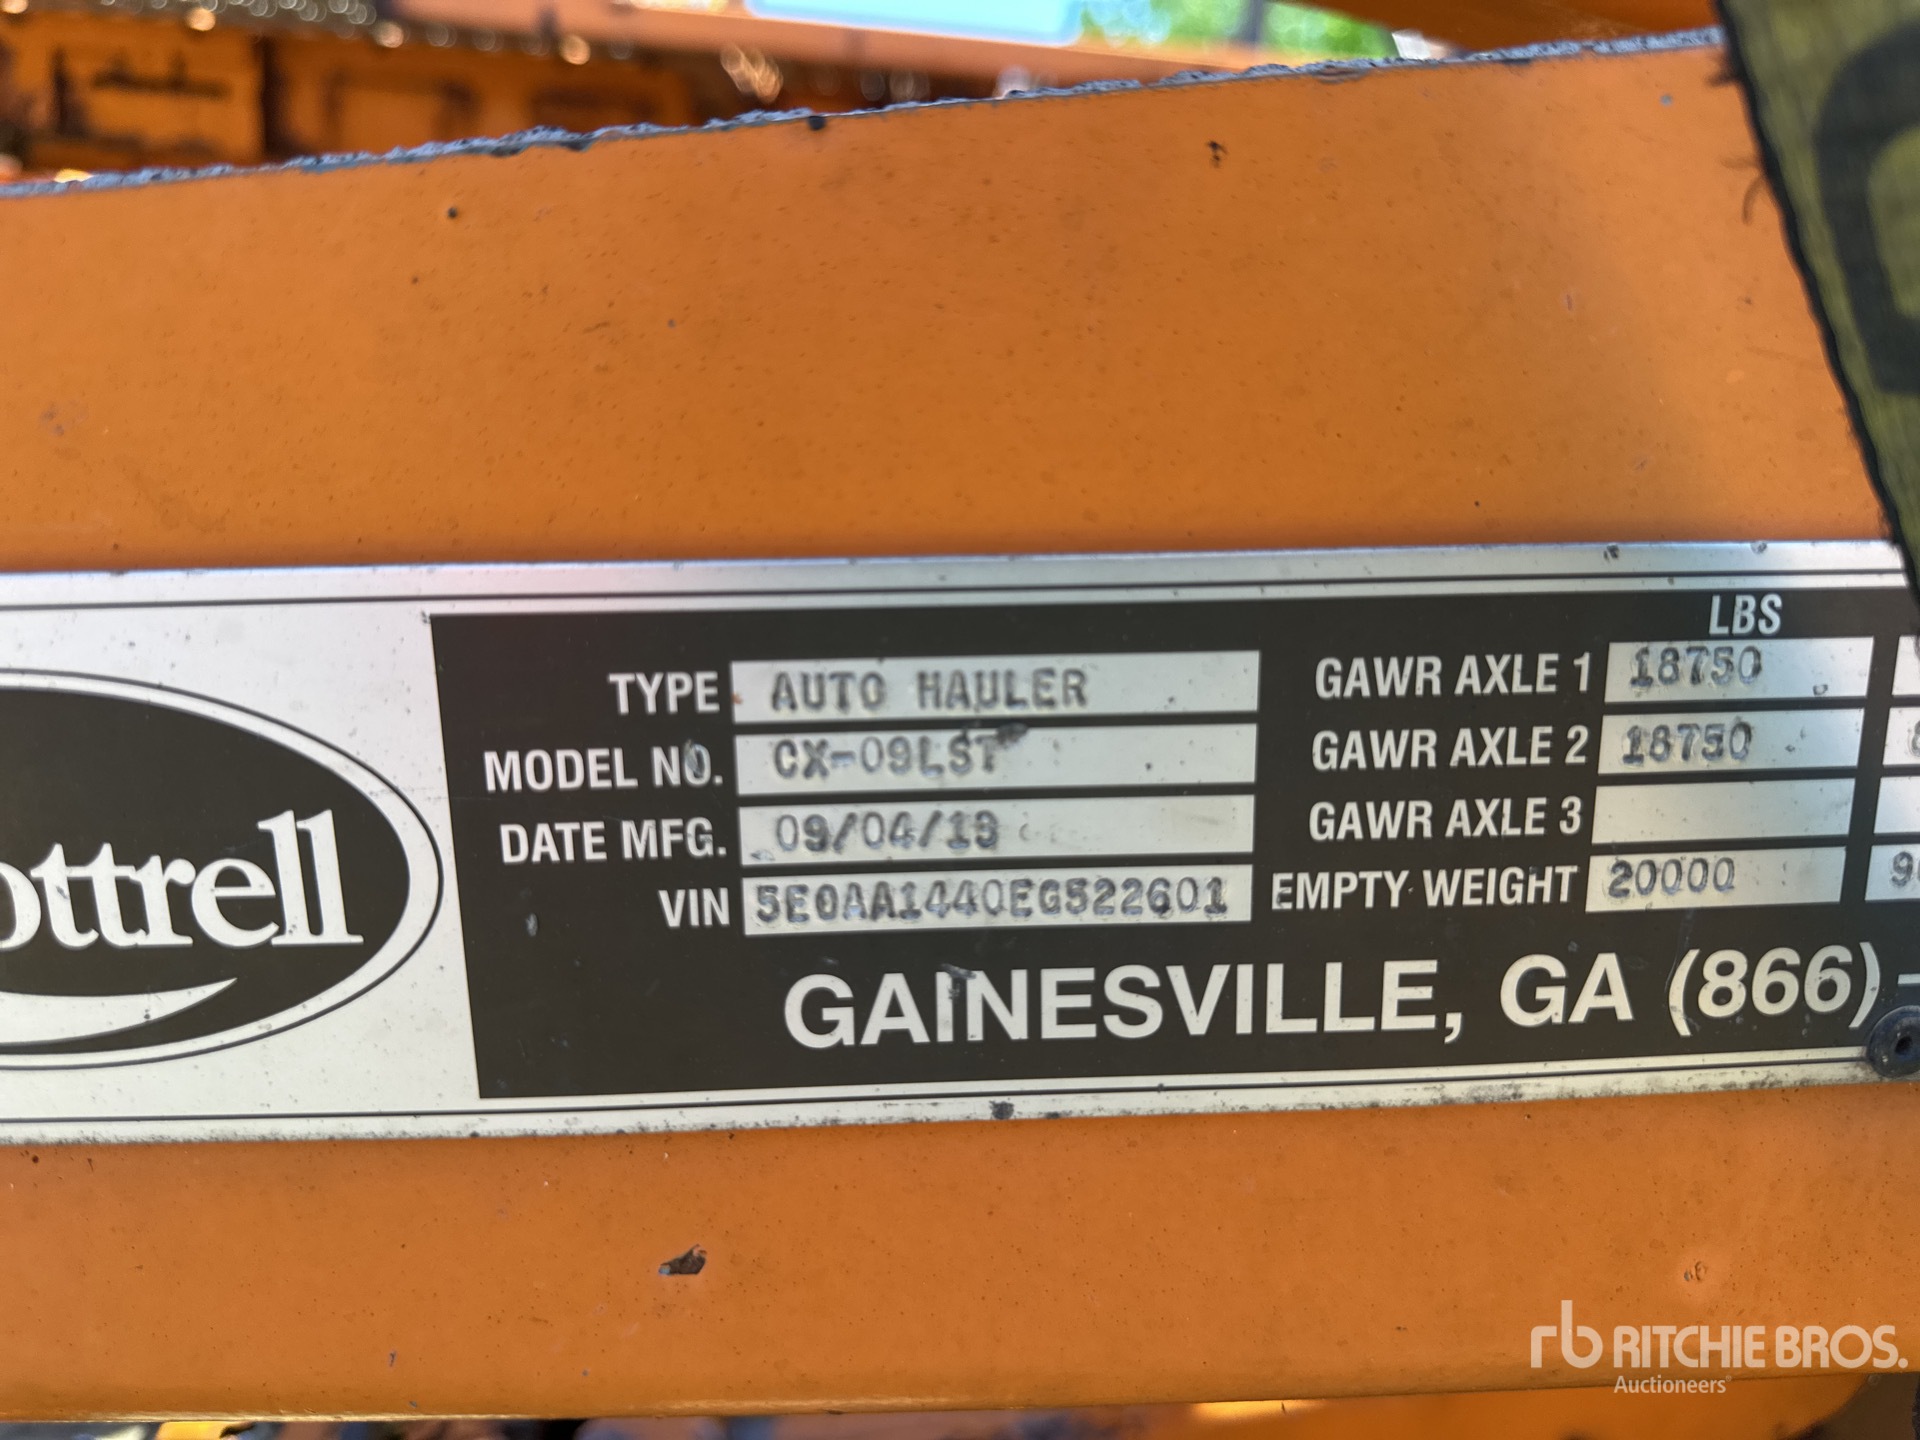 ottrell
LBS
TYPE AUTO HAULER GAWR AXLE 1 18750
MODEL NO. CX-09LST GAWR AXLE 2 18750
DATE MFG. 09/04/13 GAWR AXLE 3
VIN 5E0AA1440EG522601 EMPTY WEIGHT 20000
GAINESVILLE, GA (866)-
rb RITCHIE BROS.
Auctioneers